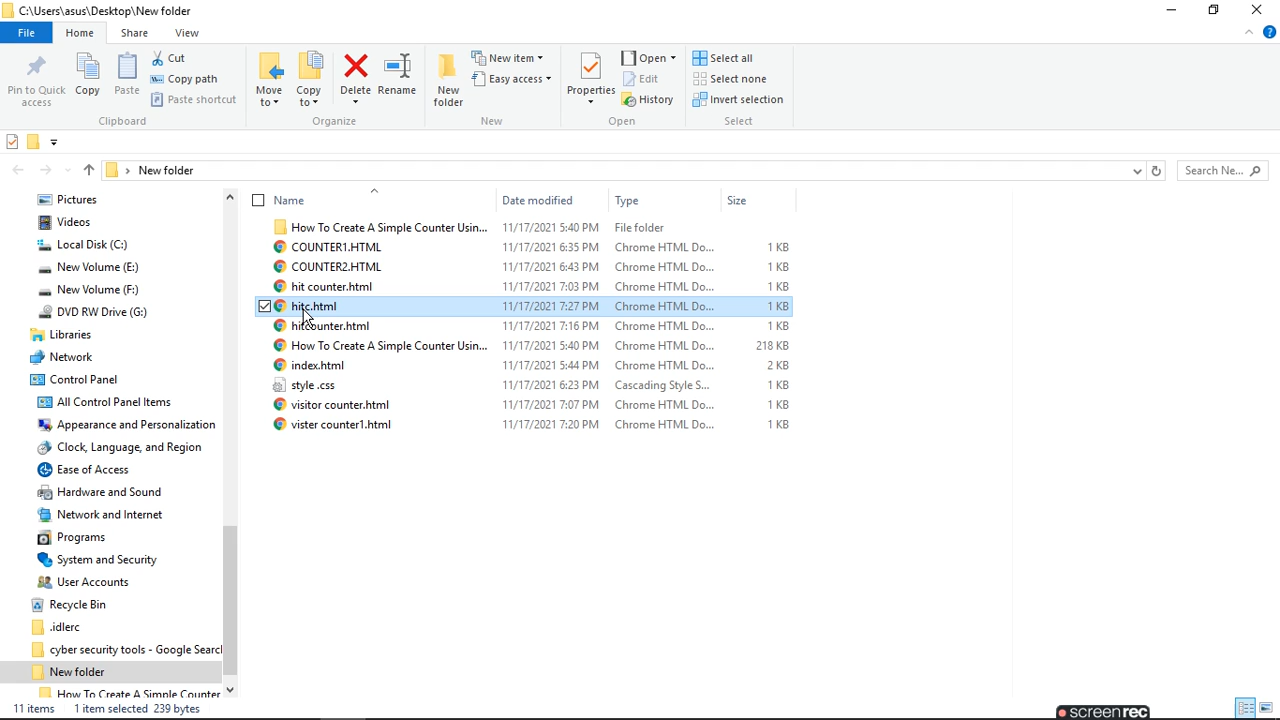 C:\Users\asus\Desktop\New folder
File Home Share View
Pin to Quick access
Copy
Paste
Cut
Copy path
Paste shortcut
Clipboard
Move to
Copy to
Delete
Rename
Organize
New folder
New item
Easy access
New
Properties
Open
Edit
History
Open
Select all
Select none
Invert selection
Select
New folder
Search Ne...
Pictures
Videos
Local Disk (C:)
New Volume (E:)
New Volume (F:)
DVD RW Drive (G:)
Libraries
Network
Control Panel
All Control Panel Items
Appearance and Personalization
Clock, Language, and Region
Ease of Access
Hardware and Sound
Network and Internet
Programs
System and Security
User Accounts
Recycle Bin
.idlerc
cyber security tools - Google Searcl
New folder
How To Create A Simple Counter
Name Date modified Type Size
How To Create A Simple Counter Usin... 11/17/2021 5:40 PM File folder
COUNTER1.HTML 11/17/2021 6:35 PM Chrome HTML Do... 1 KB
COUNTER2.HTML 11/17/2021 6:43 PM Chrome HTML Do... 1 KB
hit counter.html 11/17/2021 7:03 PM Chrome HTML Do... 1 KB
hitc.html 11/17/2021 7:27 PM Chrome HTML Do... 1 KB
11/17/2021 7:16 PM Chrome HTML Do... 1 KB
How To Create A Simple Counter Usin... 11/17/2021 5:40 PM Chrome HTML Do... 218 KB
index.html 11/17/2021 5:44 PM Chrome HTML Do... 2 KB
style .css 11/17/2021 6:23 PM Cascading Style S... 1 KB
visitor counter.html 11/17/2021 7:07 PM Chrome HTML Do... 1 KB
vister counter1.html 11/17/2021 7:20 PM Chrome HTML Do... 1 KB
11 items 1 item selected 239 bytes
screenrec